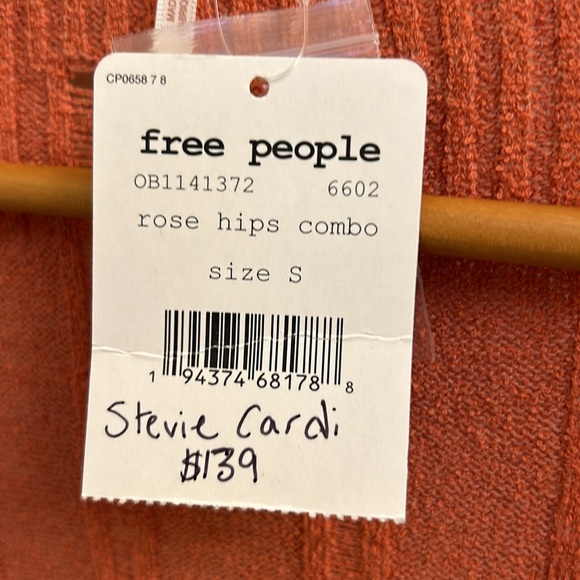 CP0658 7 8
free people
OB1141372 6602
rose hips combo
size S
1 94374 68178 8
Stevie Cardi
$139